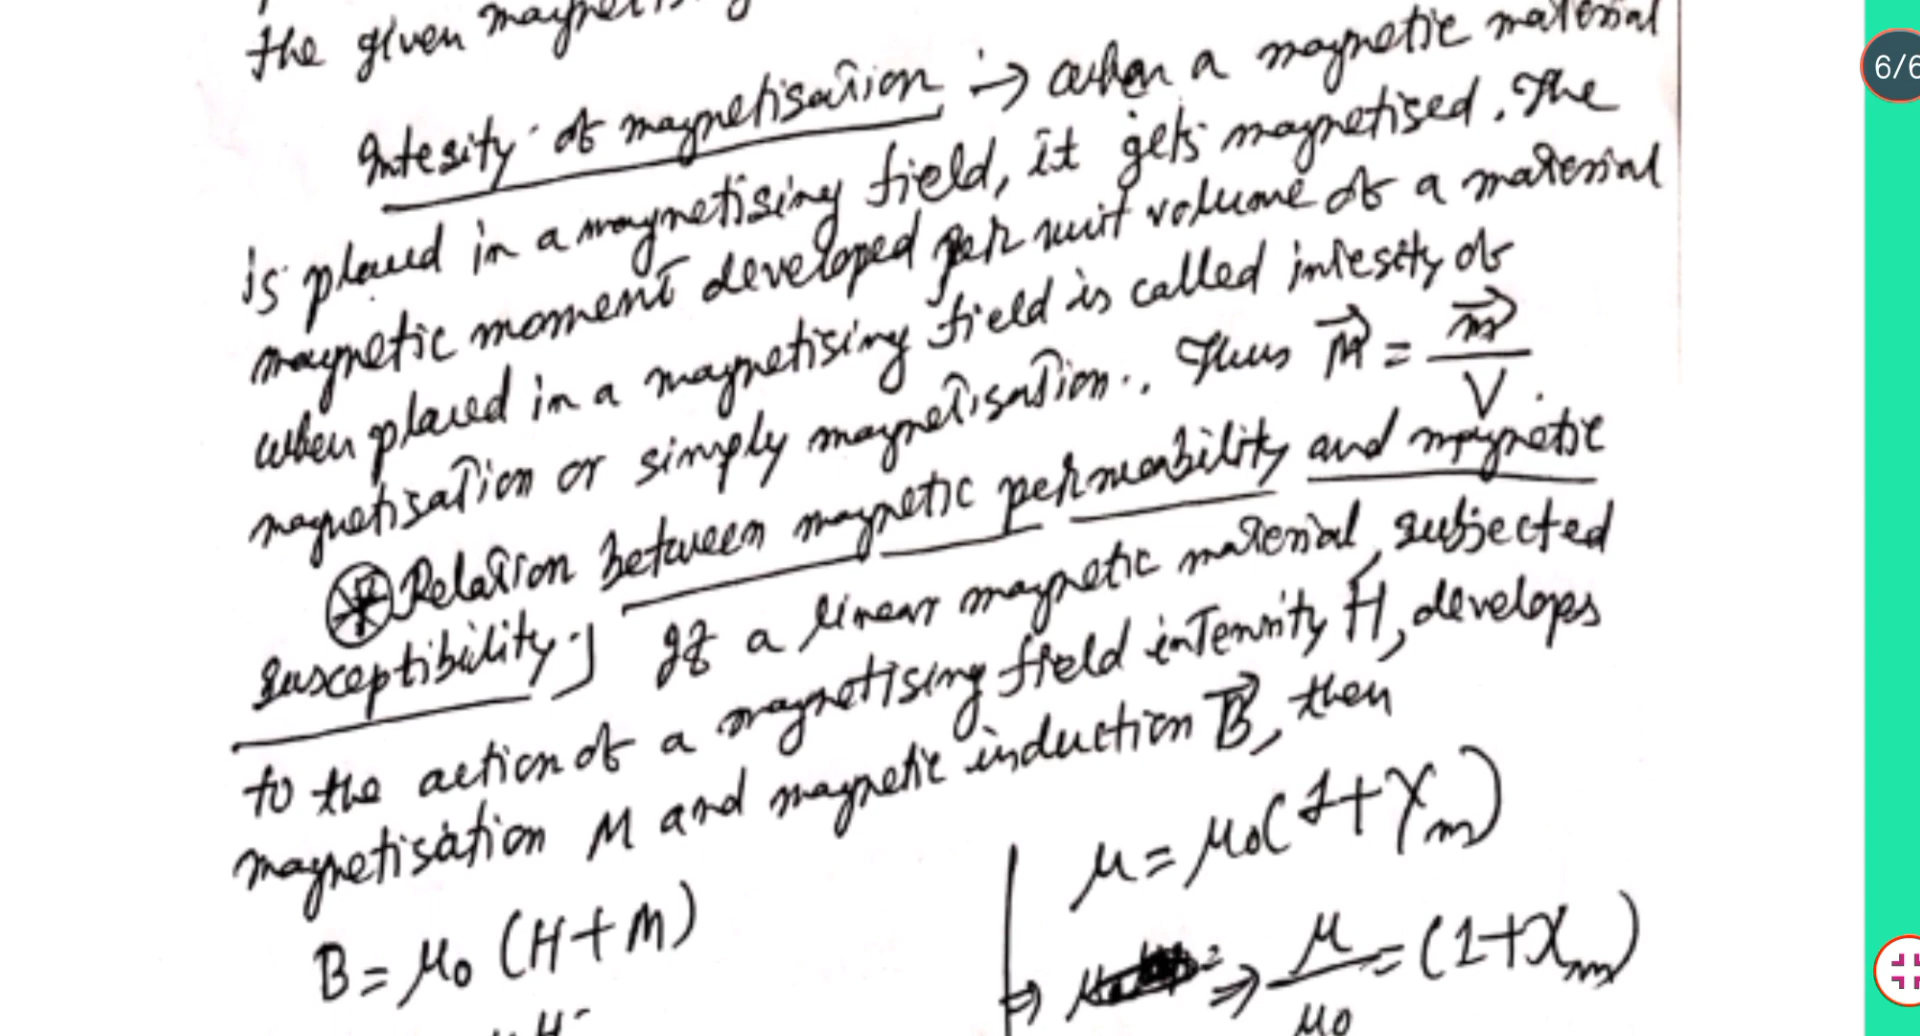 the given
Intesity of magnetisation :→ when a magnetic material
is placed in a magnetising field, it gets magnetised. The
magnetic moment developed per unit volume of a material
when placed in a magnetising field is called intesity of
magnetisation or simply magnetisation. Thus M⃗ = m⃗/V.
⊛ Relation between magnetic permeability and magnetic
susceptibility:] If a linear magnetic material, subjected
to the action of a magnetising field intensity H⃗, develops
magnetisation M and magnetic induction B⃗, then
B = μ₀ (H+M)
μ = μ₀(1+χₘ)
⇒ ⇒ μ/μ₀ = (1+χₘ)
6/6